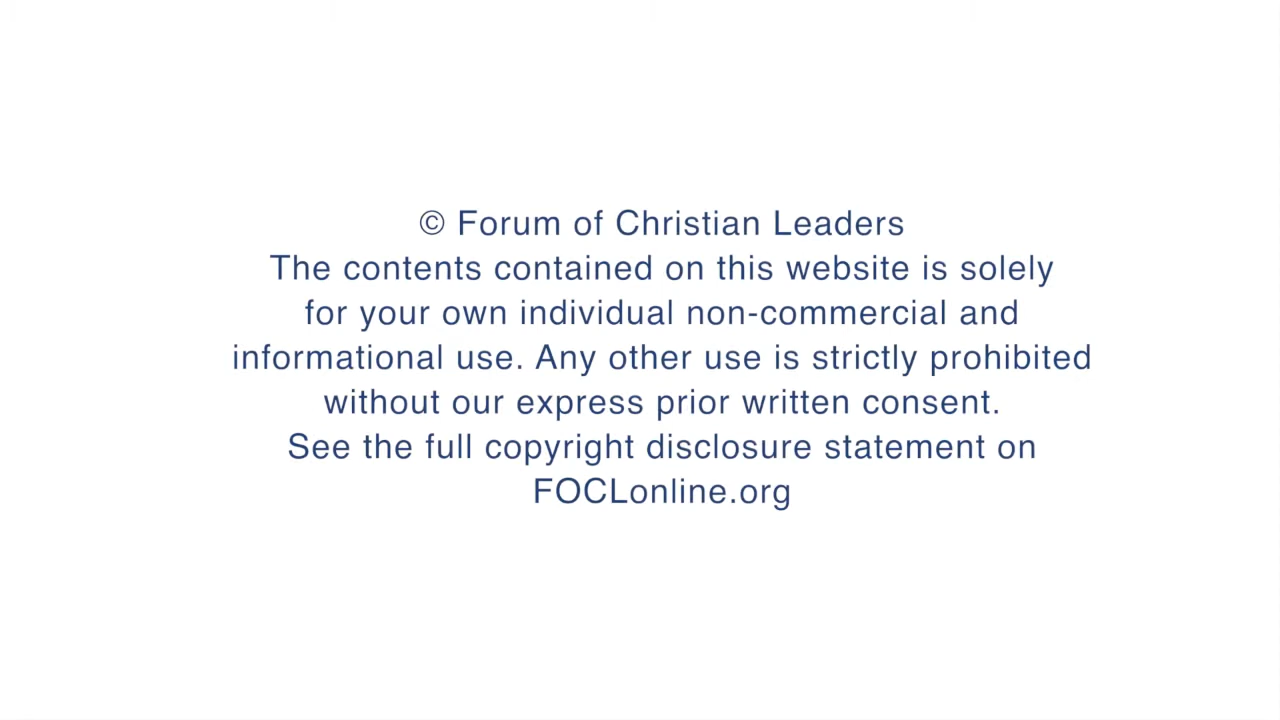 © Forum of Christian Leaders
The contents contained on this website is solely
for your own individual non-commercial and
informational use. Any other use is strictly prohibited
without our express prior written consent.
See the full copyright disclosure statement on
FOCLonline.org